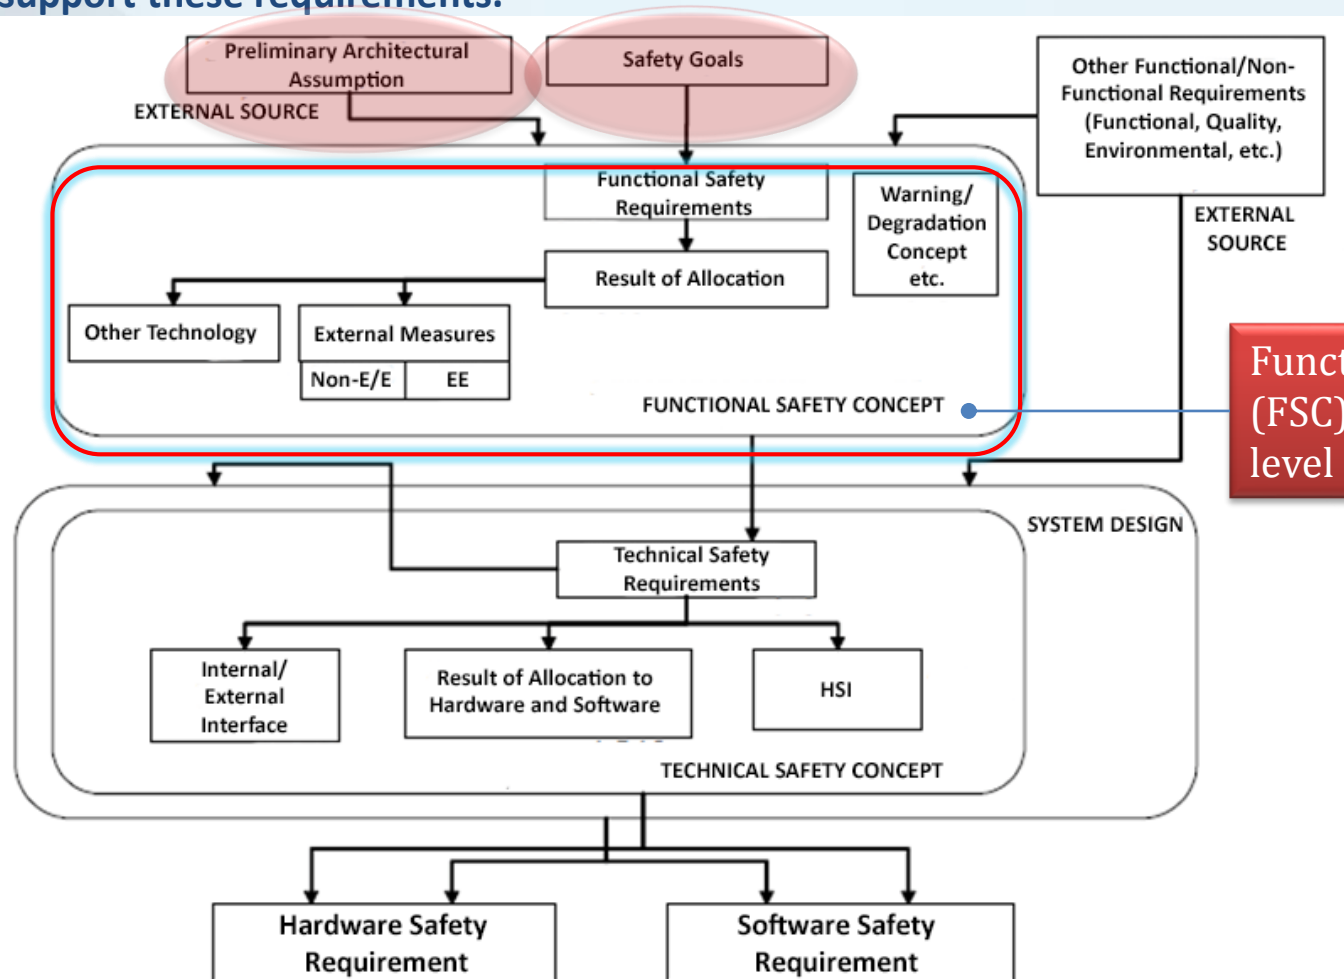 support these requirements.
Preliminary Architectural
Assumption
Safety Goals
Other Functional/Non-
Functional Requirements
(Functional, Quality,
Environmental, etc.)
EXTERNAL SOURCE
Functional Safety
Requirements
Warning/
Degradation
Concept
etc.
EXTERNAL
SOURCE
Result of Allocation
Other Technology
External Measures
Non-E/E
EE
FUNCTIONAL SAFETY CONCEPT
(FSC)
level
SYSTEM DESIGN
Technical Safety
Requirements
Internal/
External
Interface
Result of Allocation to
Hardware and Software
HSI
TECHNICAL SAFETY CONCEPT
Hardware Safety
Requirement
Software Safety
Requirement